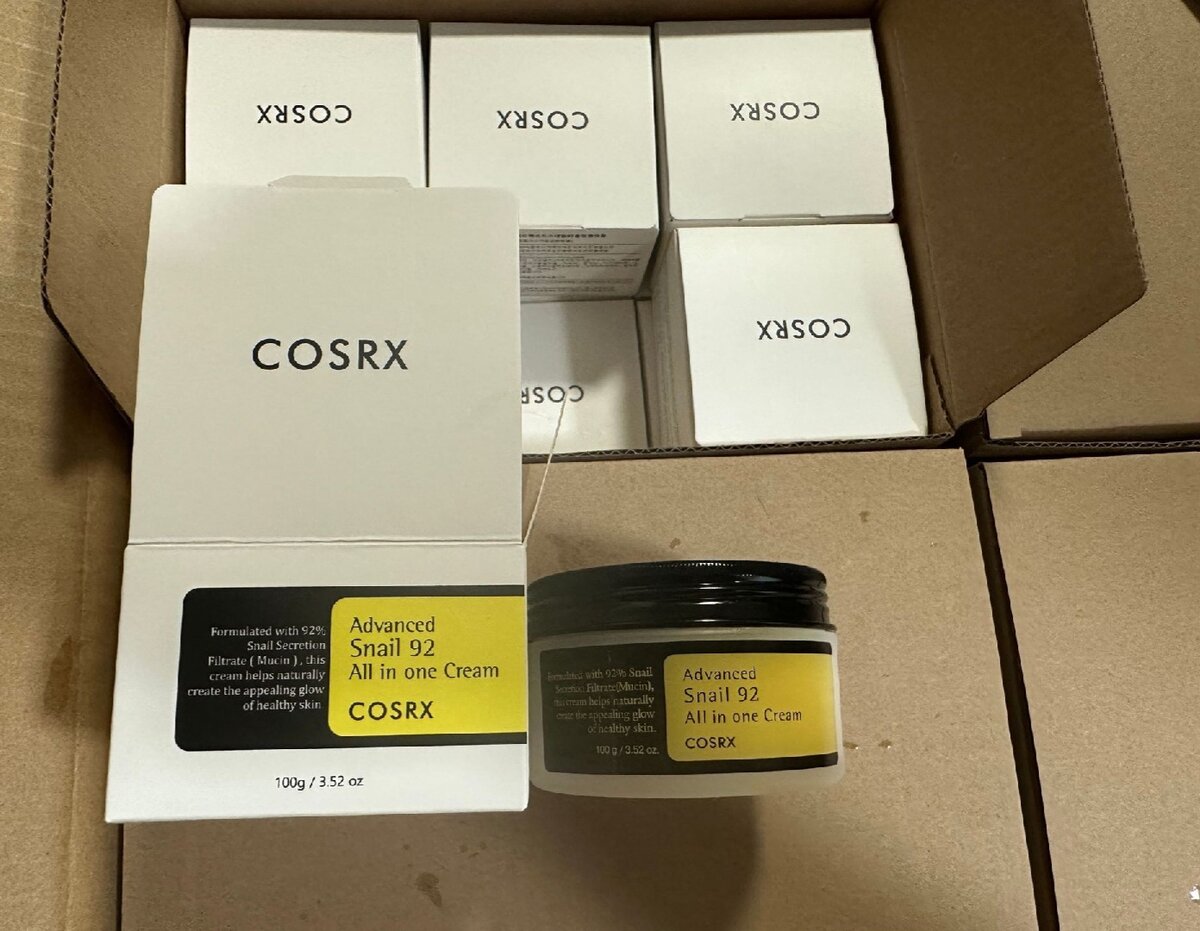 COSRX
COSRX
COSRX
COSRX
COSRX
COSRX
Formulated with 92%
Snail Secretion
Filtrate ( Mucin ) , this
cream helps naturally
create the appealing glow
of healthy skin
Advanced
Snail 92
All in one Cream
COSRX
100g / 3.52 oz
Formulated with 92% Snail
Secretion Filtrate(Mucin),
this cream helps naturally
create the appealing glow
of healthy skin.
100 g / 3.52 oz.
Advanced
Snail 92
All in one Cream
COSRX